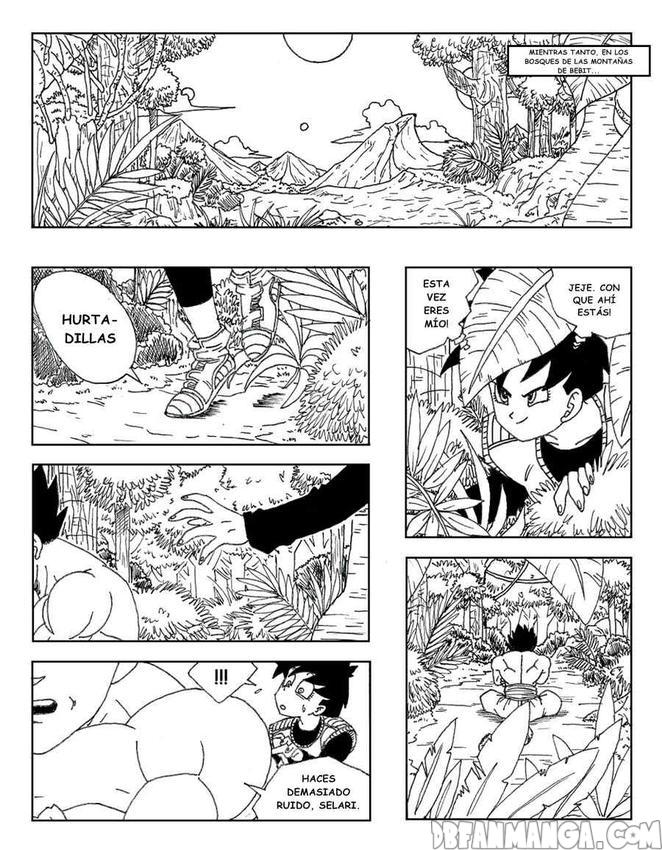 MIENTRAS TANTO, EN LOS
BOSQUES DE LAS MONTAÑAS
DE BEBIT...
HURTA-
DILLAS
ESTA
VEZ
ERES
MÍO!
JEJE. CON
QUE AHÍ
ESTÁS!
!!!
HACES
DEMASIADO
RUIDO, SELARI.
DBFANMANGA.COM